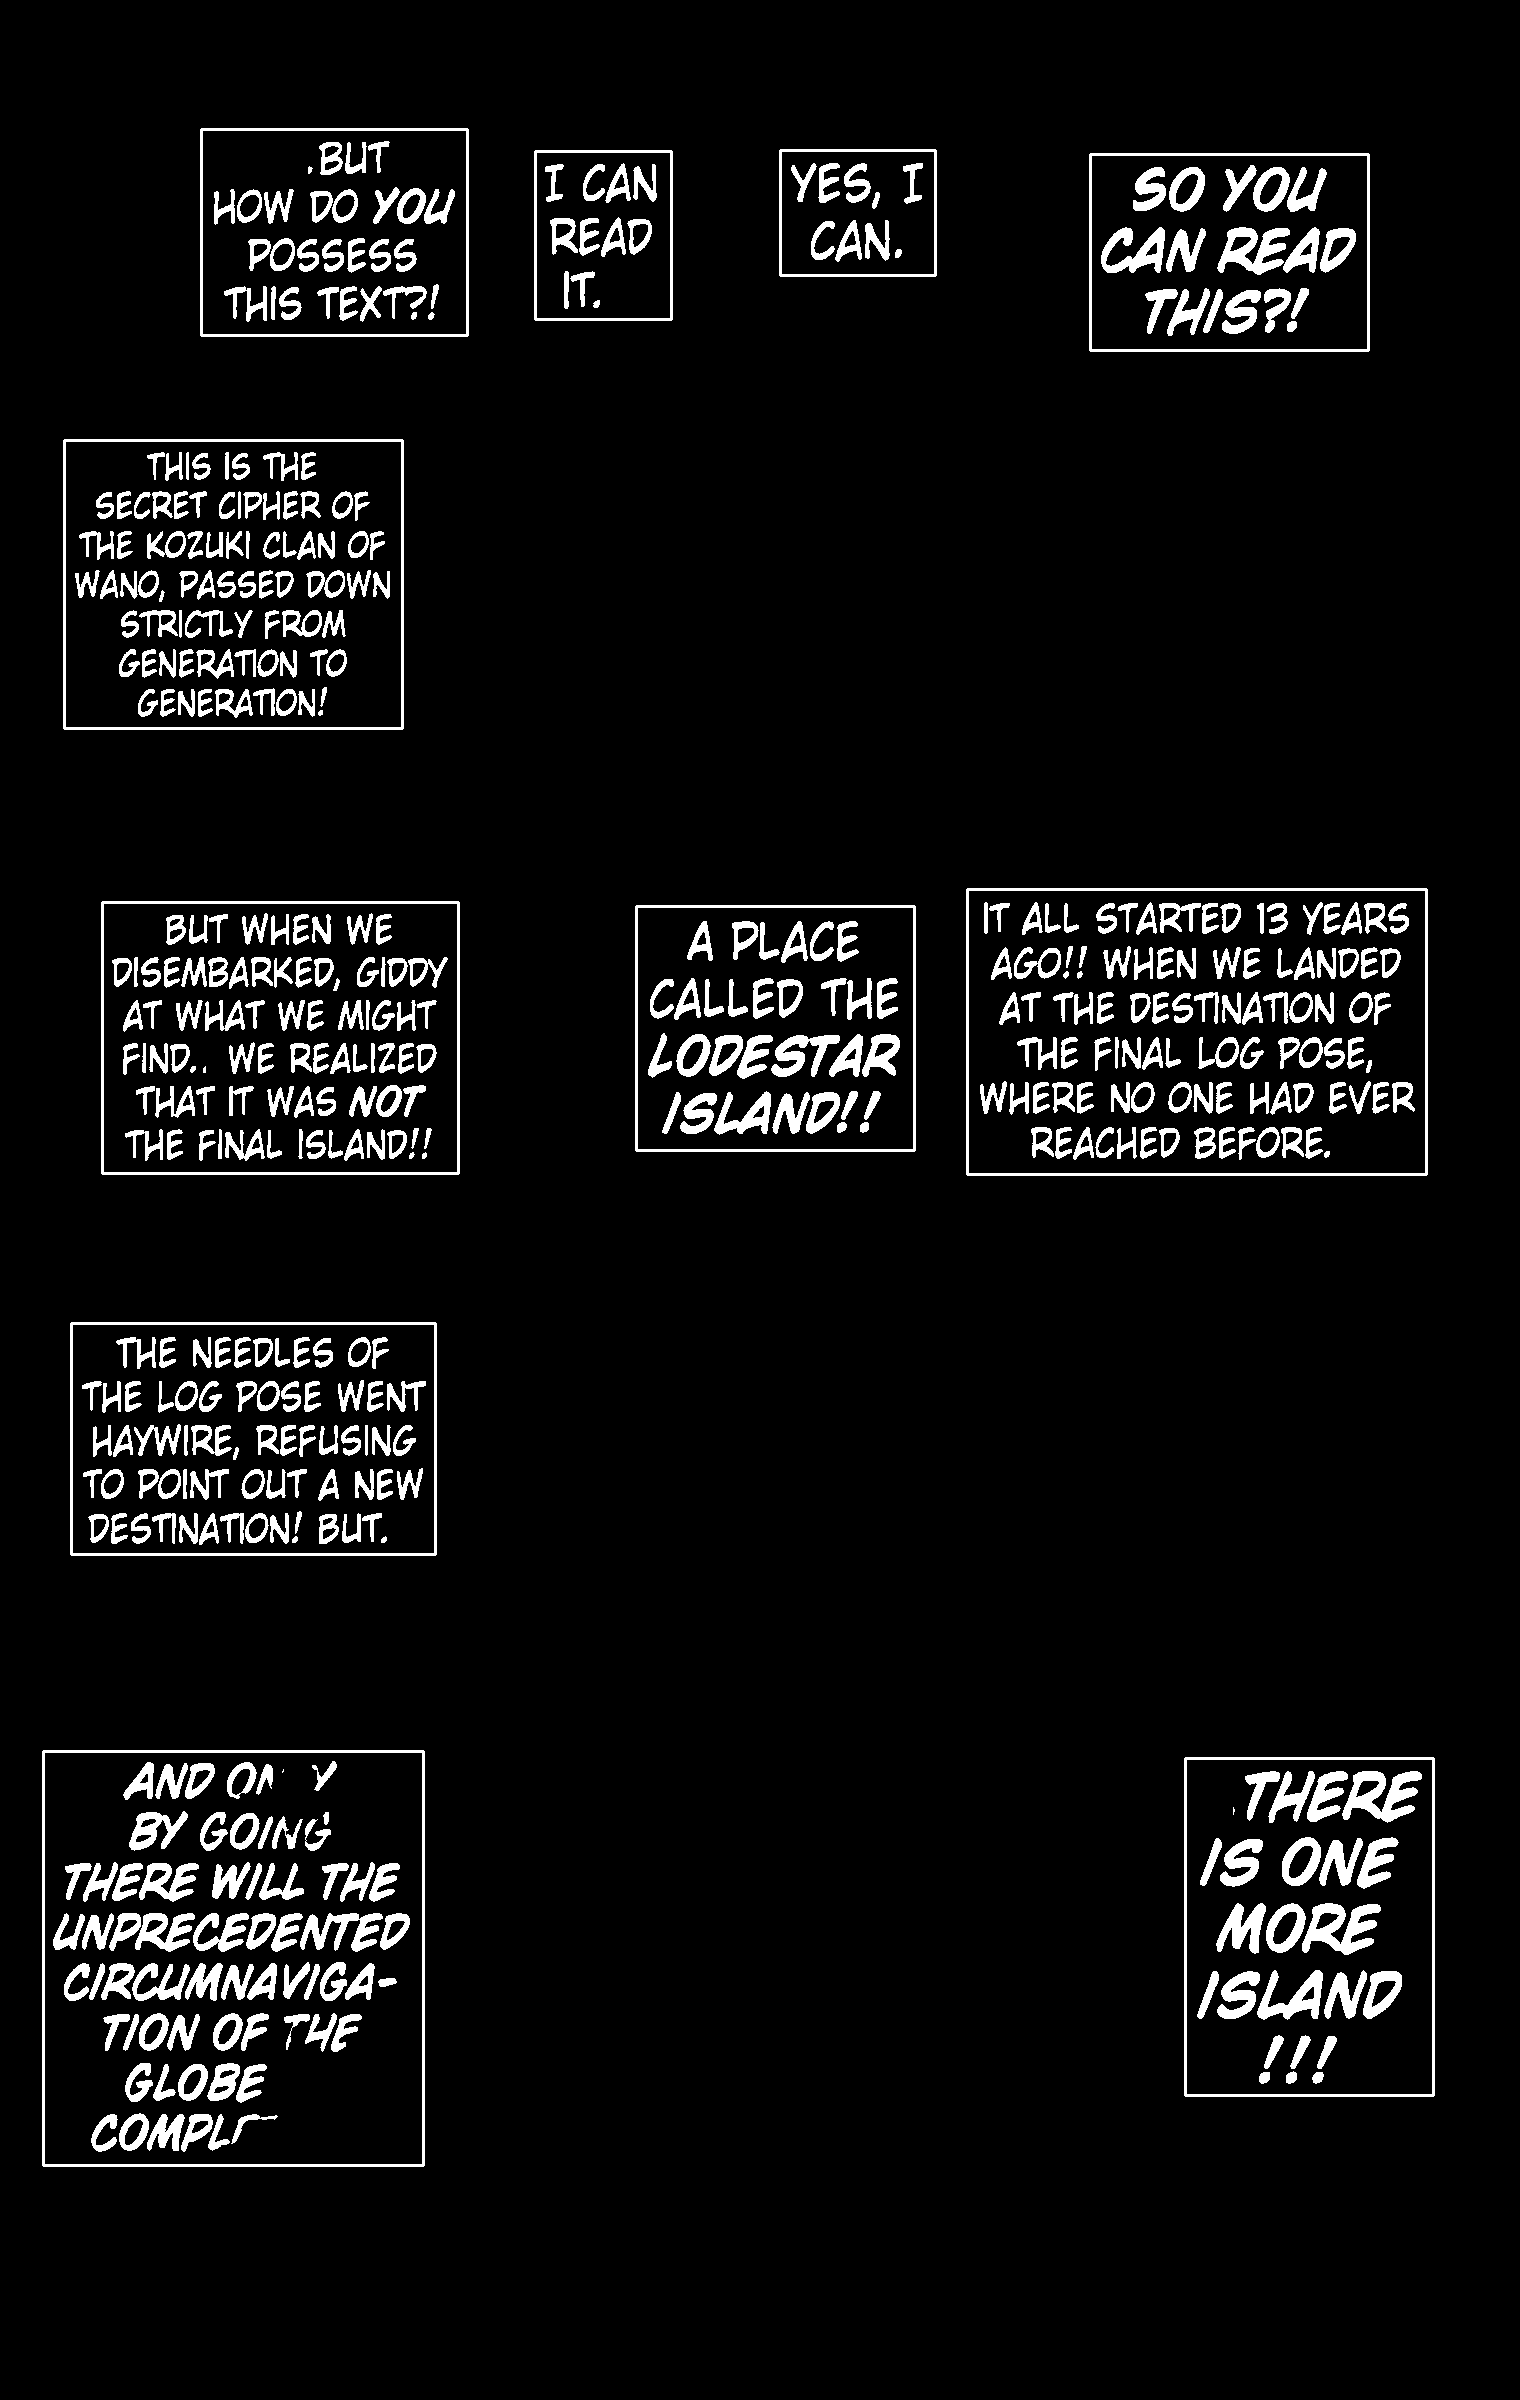 SO YOU
CAN READ
THIS?!
YES, I
CAN.
I CAN
READ
IT.
.BUT
HOW DO YOU
POSSESS
THIS TEXT?!
THIS IS THE
SECRET CIPHER OF
THE KOZUKI CLAN OF
WANO, PASSED DOWN
STRICTLY FROM
GENERATION TO
GENERATION!
IT ALL STARTED 13 YEARS
AGO!! WHEN WE LANDED
AT THE DESTINATION OF
THE FINAL LOG POSE,
WHERE NO ONE HAD EVER
REACHED BEFORE.
A PLACE
CALLED THE
LODESTAR
ISLAND!!
BUT WHEN WE
DISEMBARKED, GIDDY
AT WHAT WE MIGHT
FIND.. WE REALIZED
THAT IT WAS NOT
THE FINAL ISLAND!!
THE NEEDLES OF
THE LOG POSE WENT
HAYWIRE, REFUSING
TO POINT OUT A NEW
DESTINATION! BUT.
.THERE
IS ONE
MORE
ISLAND
!!!
AND
BY GOING
THERE WILL THE
UNPRECEDENTED
CIRCUMNAVIGA-
TION OF THE
GLOBE